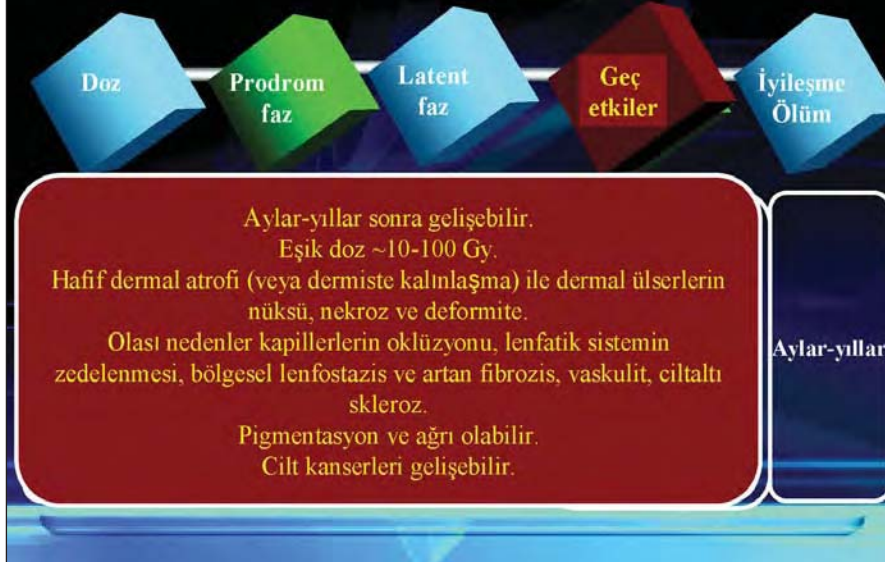 Doz
Prodrom
faz
Latent
faz
Geç
etkiler
İyileşme
Ölüm
Aylar-yıllar sonra gelişebilir.
Eşik doz ~10-100 Gy.
Hafif dermal atrofi (veya dermiste kalınlaşma) ile dermal ülserlerin
nüksü, nekroz ve deformite.
Olası nedenler kapillerlerin oklüzyonu, lenfatik sistemin
zedelenmesi, bölgesel lenfostazis ve artan fibrozis, vaskulit, ciltaltı
skleroz.
Pigmentasyon ve ağrı olabilir.
Cilt kanserleri gelişebilir.
Aylar-yıllar